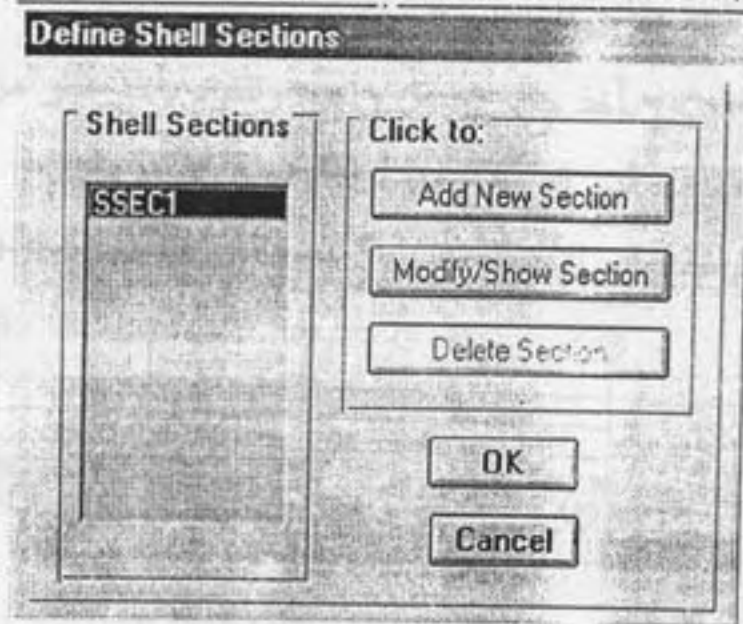 Define Shell Sections
Shell Sections
SSEC1
Click to:
Add New Section
Modify/Show Section
Delete Section
OK
Cancel